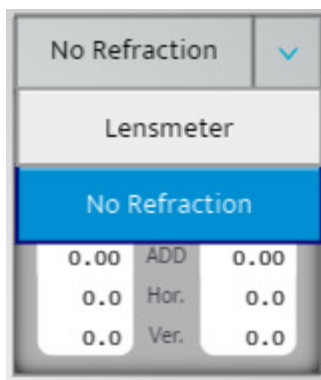 No Refraction
Lensmeter
No Refraction
0.00 ADD 0.00
0.0 Hor. 0.0
0.0 Ver. 0.0